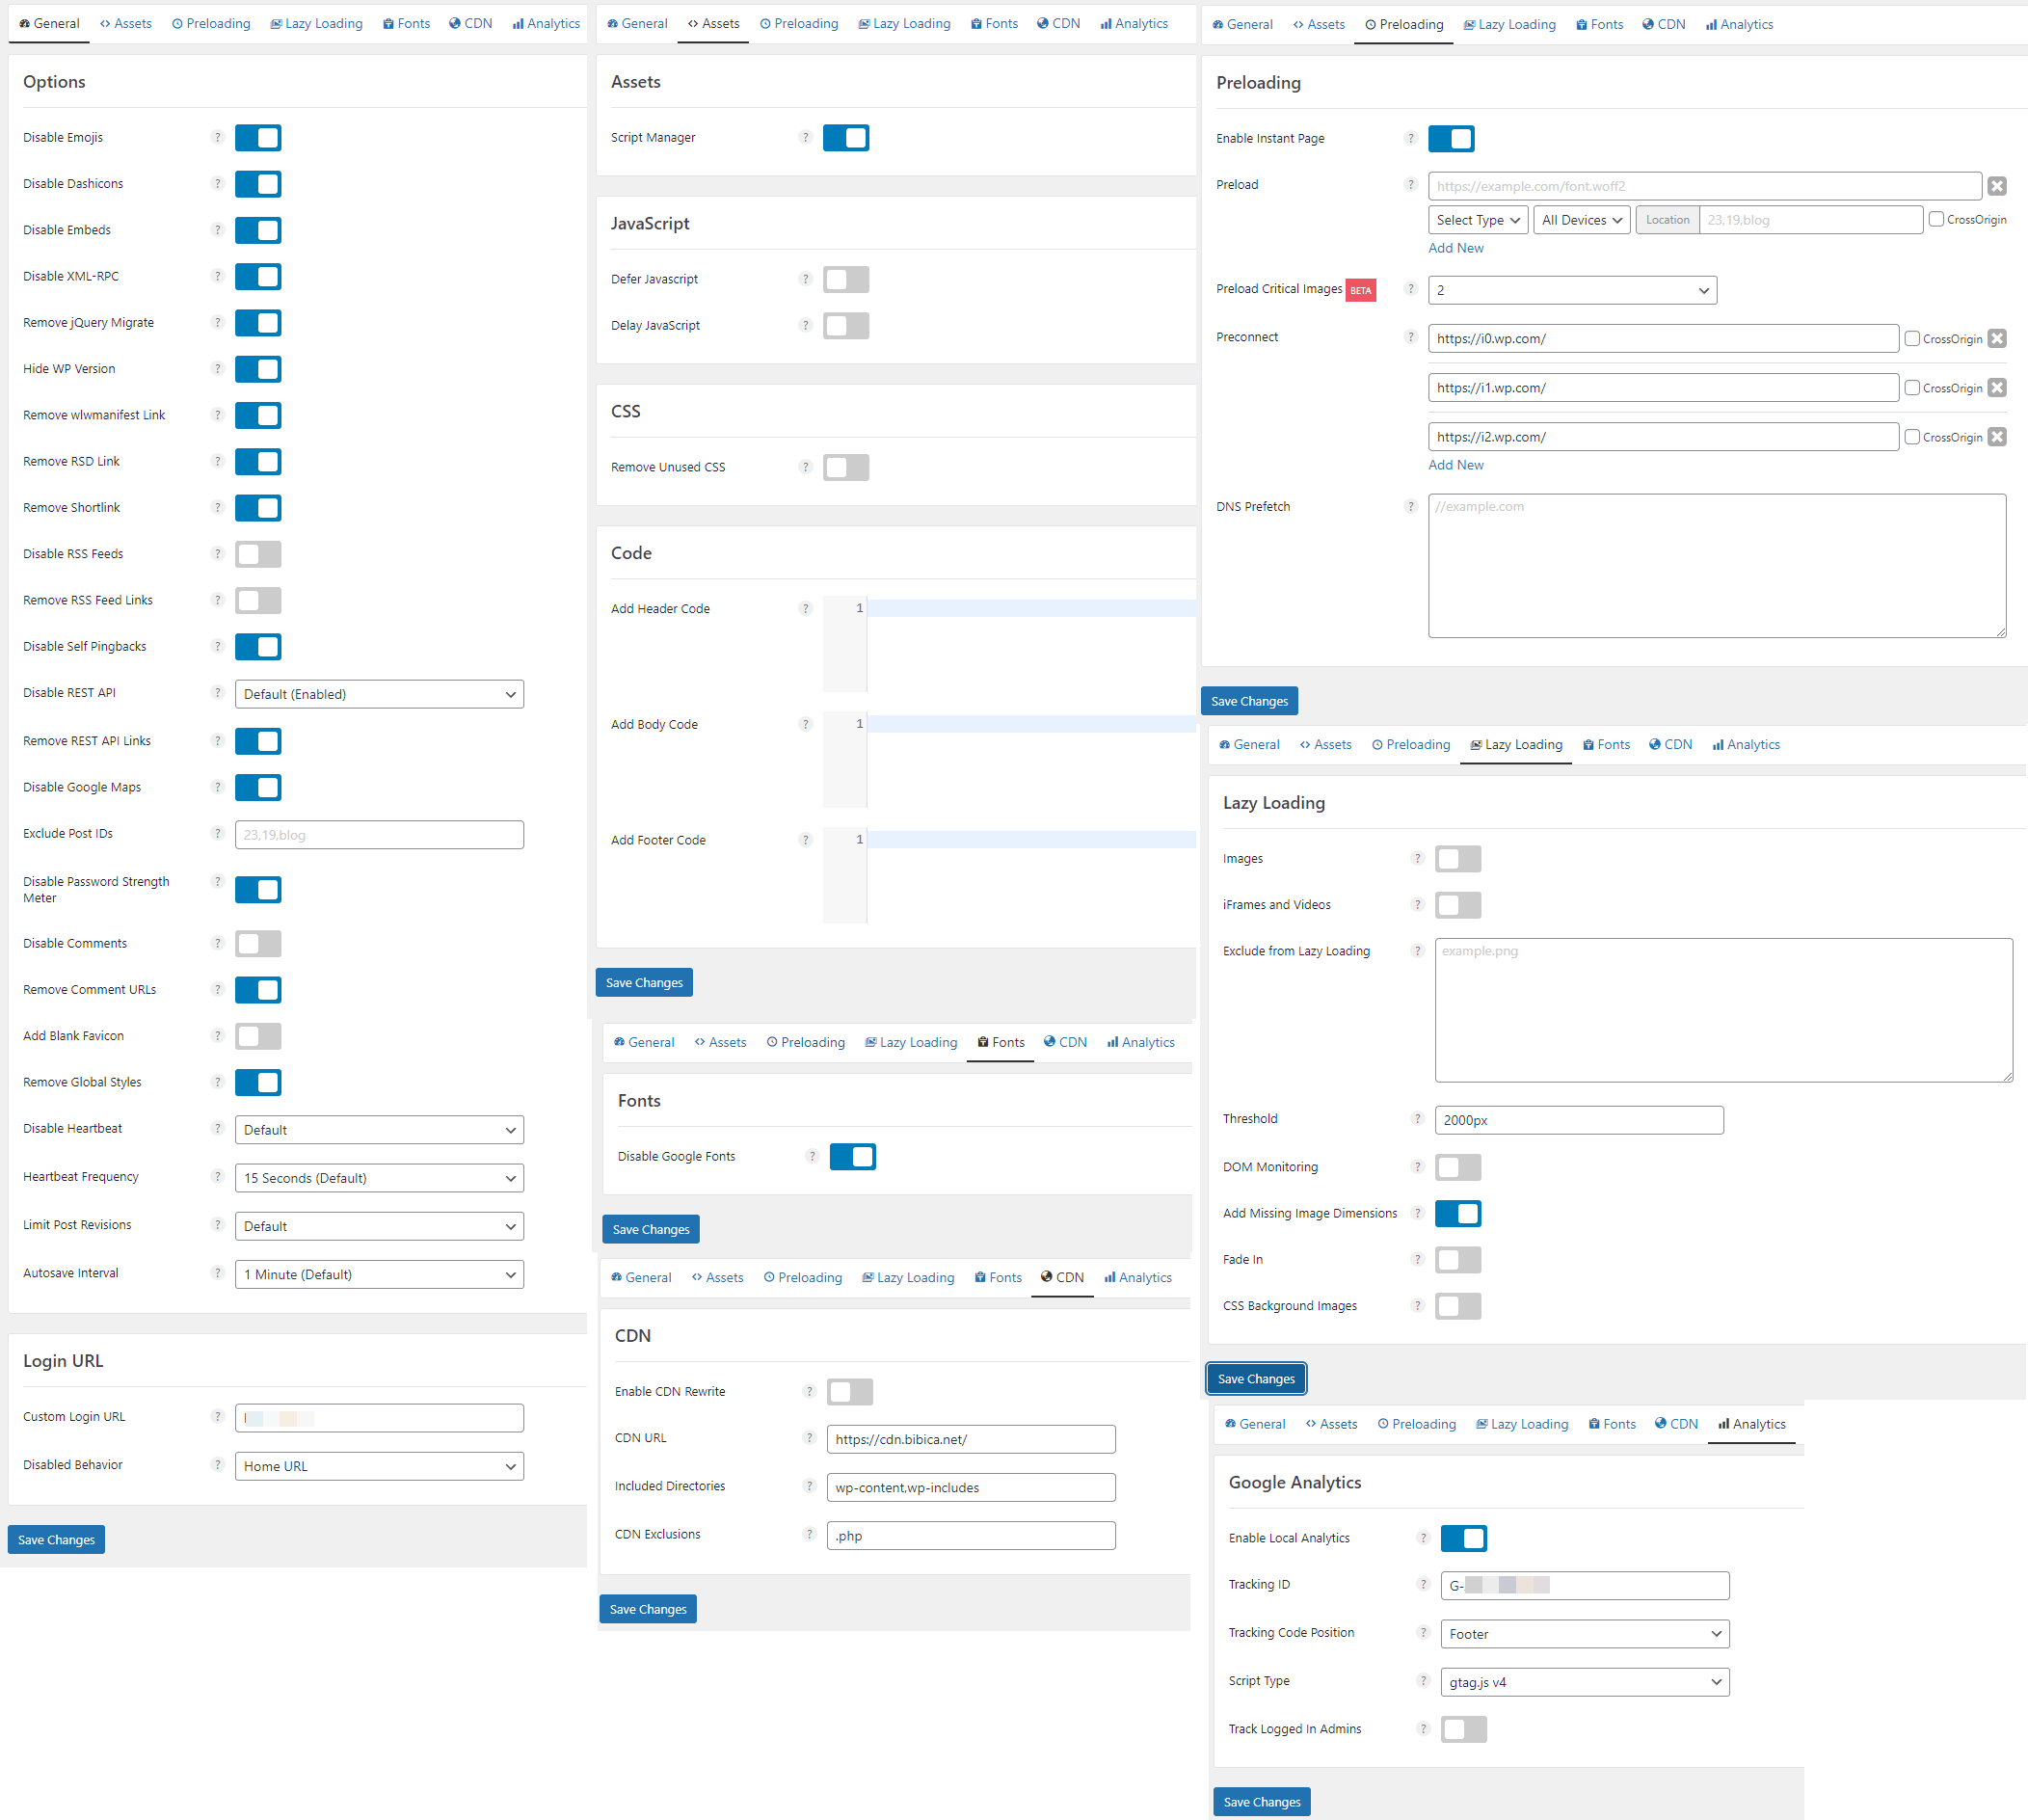 General Assets Preloading Lazy Loading Fonts CDN Analytics
Options
Disable Emojis ?
Disable Dashicons ?
Disable Embeds ?
Disable XML-RPC ?
Remove jQuery Migrate ?
Hide WP Version ?
Remove wlwmanifest Link ?
Remove RSD Link ?
Remove Shortlink ?
Disable RSS Feeds ?
Remove RSS Feed Links ?
Disable Self Pingbacks ?
Disable REST API ? Default (Enabled)
Remove REST API Links ?
Disable Google Maps ?
Exclude Post IDs ? 23,19,blog
Disable Password Strength
Meter ?
Disable Comments ?
Remove Comment URLs ?
Add Blank Favicon ?
Remove Global Styles ?
Disable Heartbeat ? Default
Heartbeat Frequency ? 15 Seconds (Default)
Limit Post Revisions ? Default
Autosave Interval ? 1 Minute (Default)
Login URL
Custom Login URL ?
Disabled Behavior ? Home URL
Save Changes
General Assets Preloading Lazy Loading Fonts CDN Analytics
Assets
Script Manager ?
JavaScript
Defer Javascript ?
Delay JavaScript ?
CSS
Remove Unused CSS ?
Code
Add Header Code ? 1
Add Body Code ? 1
Add Footer Code ? 1
Save Changes
General Assets Preloading Lazy Loading Fonts CDN Analytics
Fonts
Disable Google Fonts ?
Save Changes
General Assets Preloading Lazy Loading Fonts CDN Analytics
CDN
Enable CDN Rewrite ?
CDN URL ? https://cdn.bibica.net/
Included Directories ? wp-content,wp-includes
CDN Exclusions ? .php
Save Changes
General Assets Preloading Lazy Loading Fonts CDN Analytics
Preloading
Enable Instant Page ?
Preload ? https://example.com/font.woff2
Select Type All Devices Location 23,19,blog CrossOrigin
Add New
Preload Critical Images BETA ? 2
Preconnect ? https://i0.wp.com/ CrossOrigin
https://i1.wp.com/ CrossOrigin
https://i2.wp.com/ CrossOrigin
Add New
DNS Prefetch ? //example.com
Save Changes
General Assets Preloading Lazy Loading Fonts CDN Analytics
Lazy Loading
Images ?
iFrames and Videos ?
Exclude from Lazy Loading ? example.png
Threshold ? 2000px
DOM Monitoring ?
Add Missing Image Dimensions ?
Fade In ?
CSS Background Images ?
Save Changes
General Assets Preloading Lazy Loading Fonts CDN Analytics
Google Analytics
Enable Local Analytics ?
Tracking ID ? G-
Tracking Code Position ? Footer
Script Type ? gtag.js v4
Track Logged In Admins ?
Save Changes